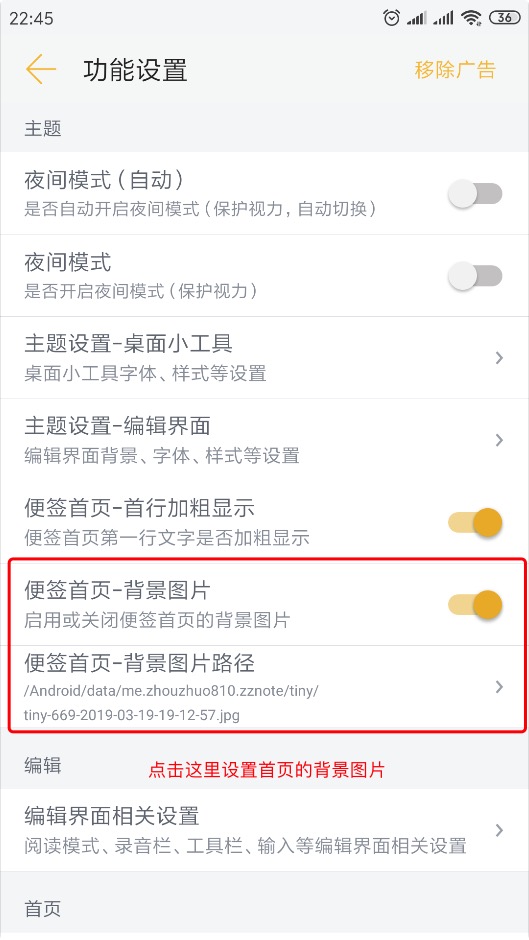 22:45
36
功能设置
移除广告
主题
夜间模式（自动）
是否自动开启夜间模式（保护视力，自动切换）
夜间模式
是否开启夜间模式（保护视力）
主题设置-桌面小工具
桌面小工具字体、样式等设置
主题设置-编辑界面
编辑界面背景、字体、样式等设置
便签首页-首行加粗显示
便签首页第一行文字是否加粗显示
便签首页-背景图片
启用或关闭便签首页的背景图片
便签首页-背景图片路径
/Android/data/me.zhouzhuo810.zznote/tiny/
tiny-669-2019-03-19-19-12-57.jpg
编辑
点击这里设置首页的背景图片
编辑界面相关设置
阅读模式、录音栏、工具栏、输入等编辑界面相关设置
首页